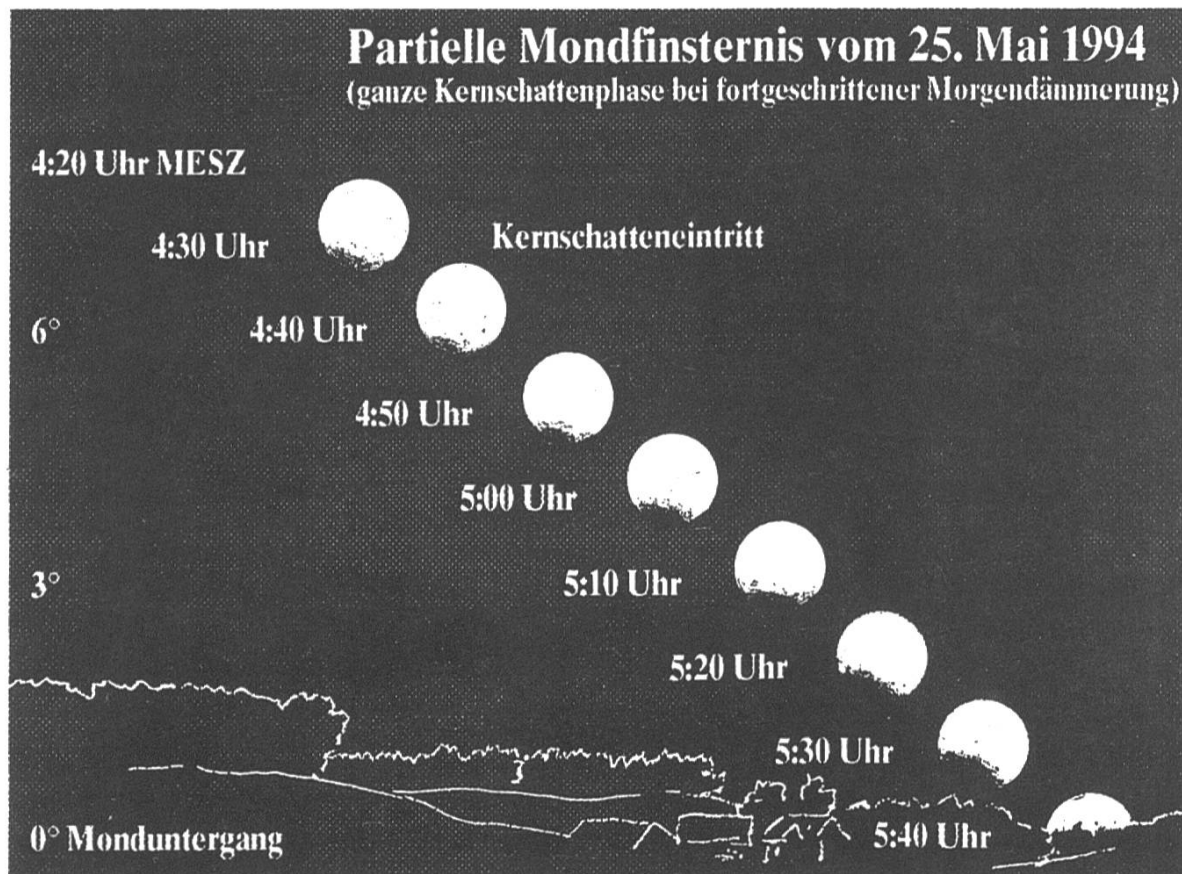 Partielle Mondfinsternis vom 25. Mai 1994
(ganze Kernschattenphase bei fortgeschrittener Morgendämmerung)
4:20 Uhr MESZ
4:30 Uhr
Kernschatteneintritt
6°
4:40 Uhr
4:50 Uhr
5:00 Uhr
3°
5:10 Uhr
5:20 Uhr
5:30 Uhr
0° Monduntergang
5:40 Uhr